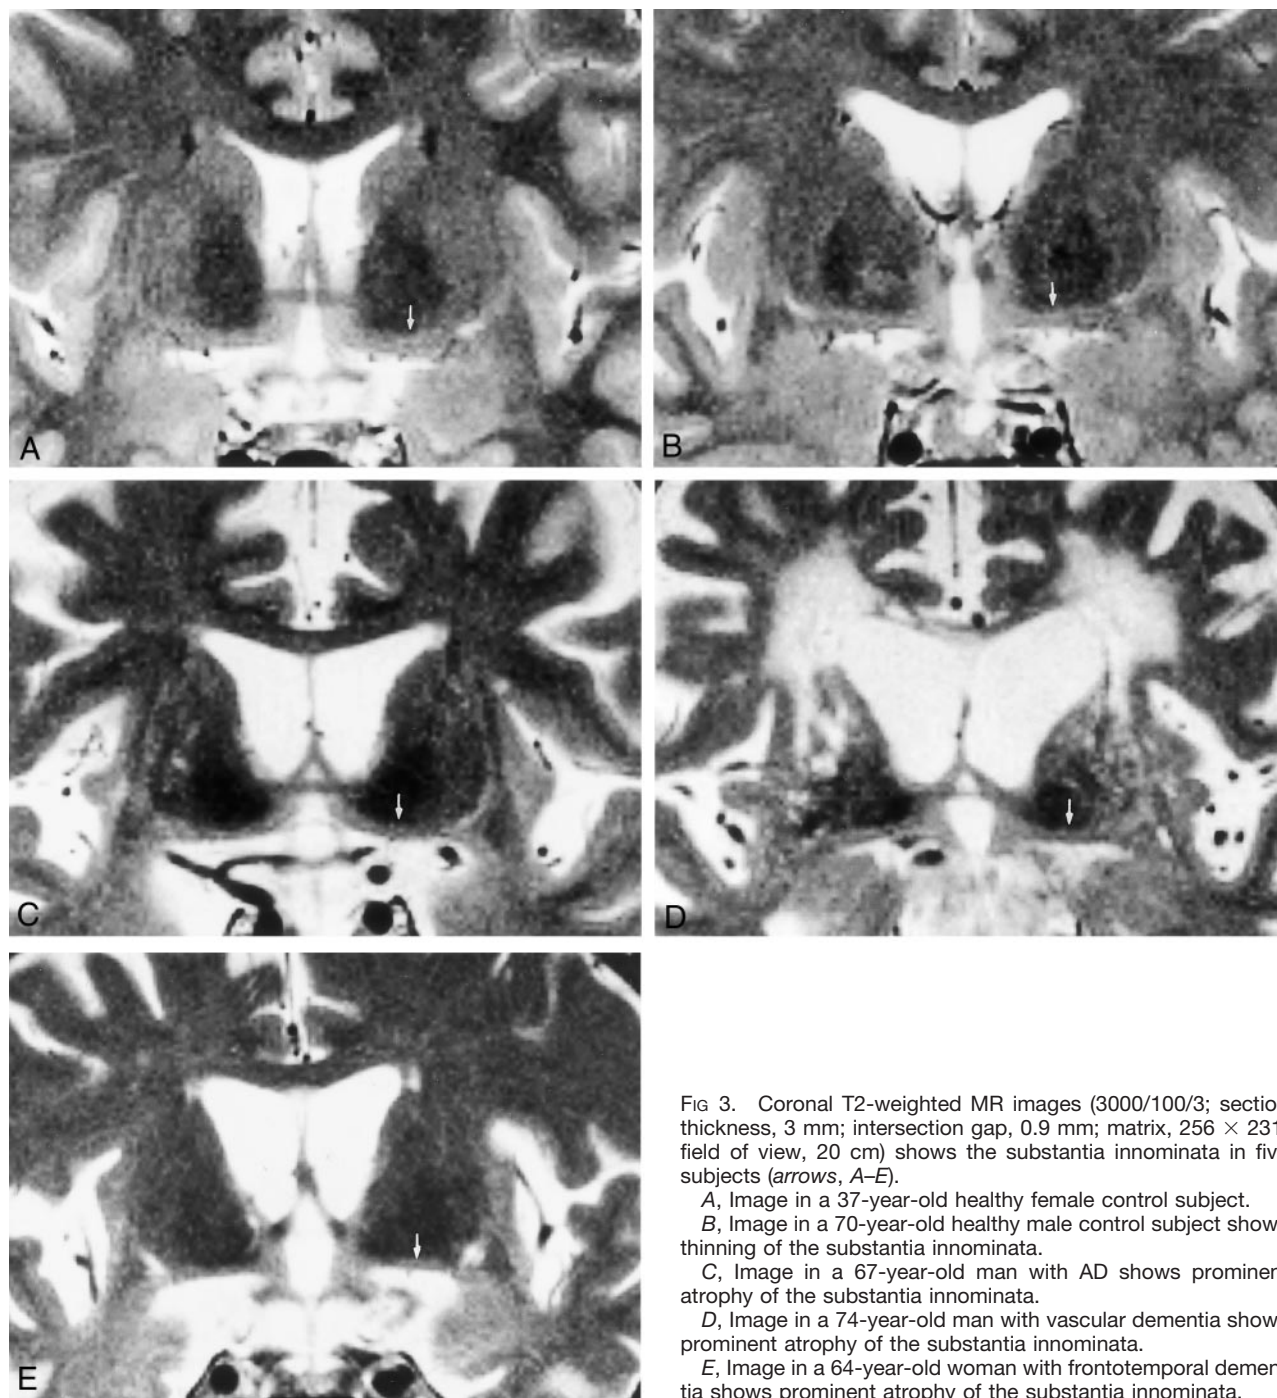 A
B
C
D
E
FIG 3. Coronal T2-weighted MR images (3000/100/3; sectio
thickness, 3 mm; intersection gap, 0.9 mm; matrix, 256 × 231
field of view, 20 cm) shows the substantia innominata in fiv
subjects (arrows, A–E).
A, Image in a 37-year-old healthy female control subject.
B, Image in a 70-year-old healthy male control subject show
thinning of the substantia innominata.
C, Image in a 67-year-old man with AD shows prominen
atrophy of the substantia innominata.
D, Image in a 74-year-old man with vascular dementia show
prominent atrophy of the substantia innominata.
E, Image in a 64-year-old woman with frontotemporal demen
tia shows prominent atrophy of the substantia innominata.